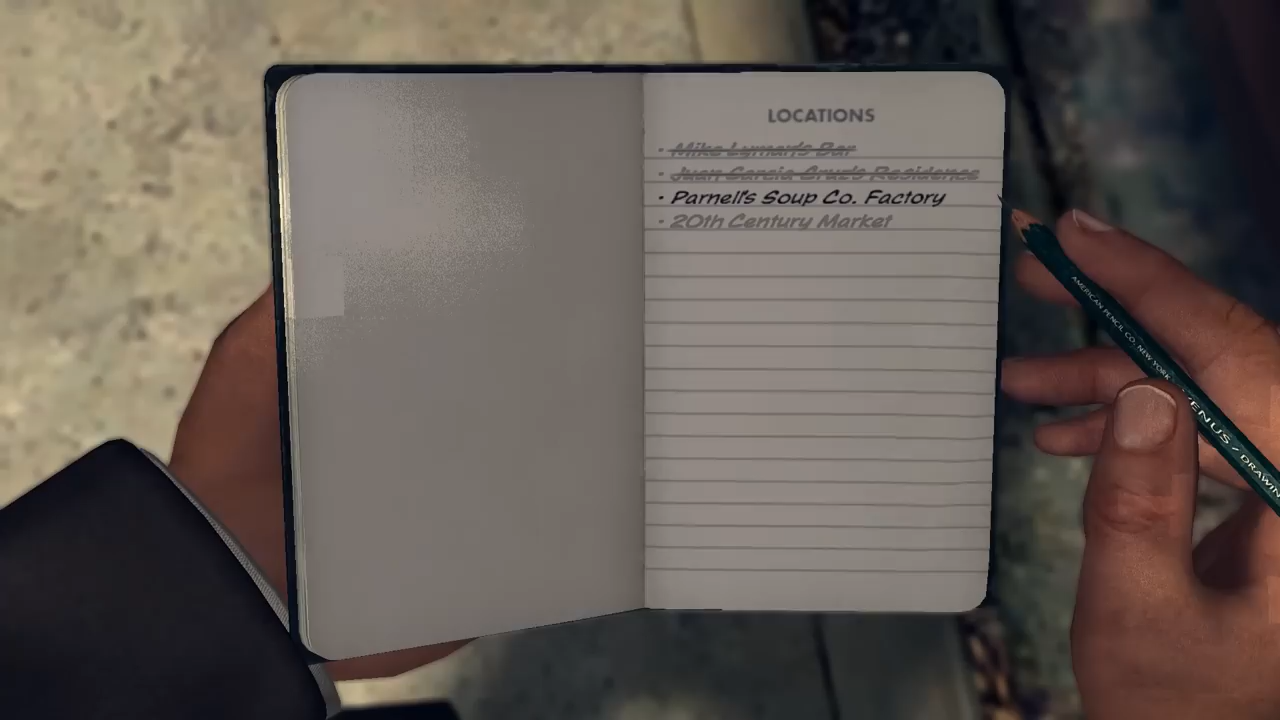 LOCATIONS
· Mike Lyman's Bar
· Juan Garcia Cruz's Residence
· Parnell's Soup Co. Factory
· 20th Century Market
AMERICAN PENCIL CO. NEW YORK VENUS / DRAWIN